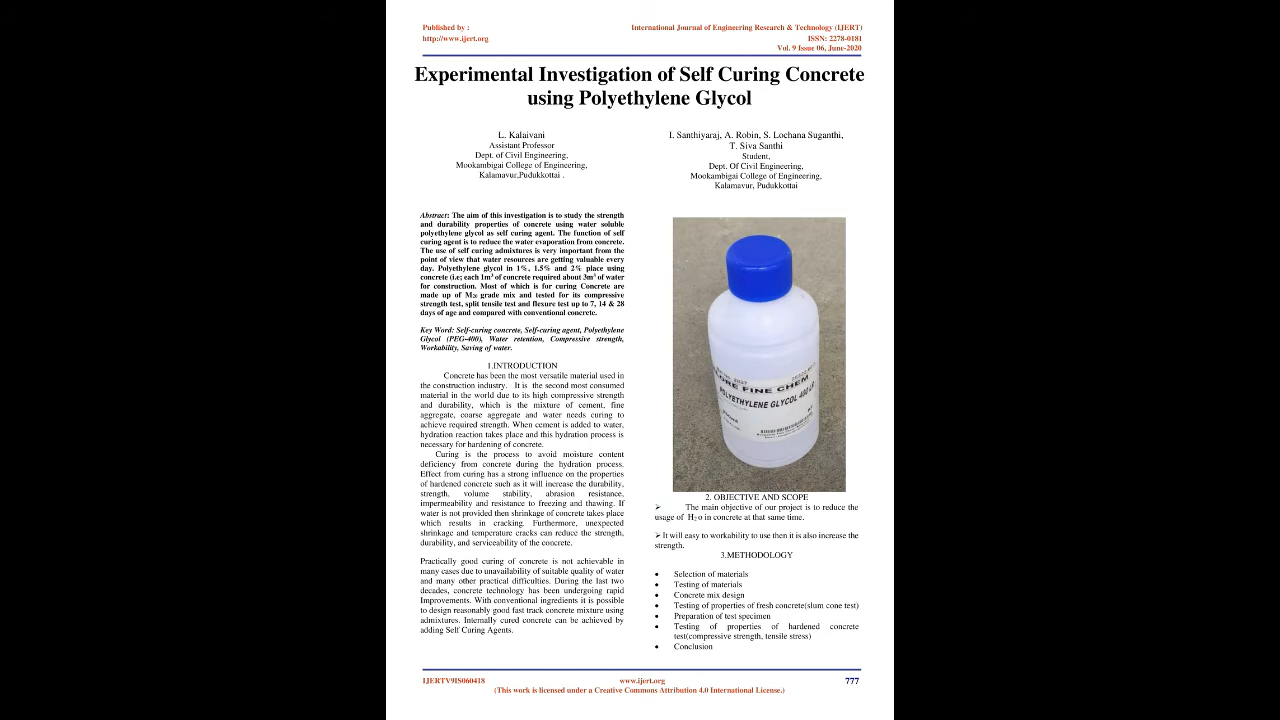 Published by :
http://www.ijert.org
International Journal of Engineering Research & Technology (IJERT)
ISSN: 2278-0181
Vol. 9 Issue 06, June-2020
Experimental Investigation of Self Curing Concrete
using Polyethylene Glycol
L. Kalaivani
Assistant Professor
Dept. of Civil Engineering,
Mookambigai College of Engineering,
Kalamavur,Pudukkottai .
I. Santhiyaraj, A. Robin, S. Lochana Suganthi,
T. Siva Santhi
Student,
Dept. Of Civil Engineering,
Mookambigai College of Engineering,
Kalamavur, Pudukkottai
Abstract: The aim of this investigation is to study the strength
and durability properties of concrete using water soluble
polyethylene glycol as self curing agent. The function of self
curing agent is to reduce the water evaporation from concrete.
The use of self curing admixtures is very important from the
point of view that water resources are getting valuable every
day. Polyethylene glycol in 1%, 1.5% and 2% place using
concrete (i.e; each 1m³ of concrete required about 3m³ of water
for construction. Most of which is for curing Concrete are
made up of grade mix and tested for its compressive
strength test, split tensile test and flexure test up to 7, 14 & 28
days of age and compared with conventional concrete.
Key Word: Self-curing concrete, Self-curing agent, Polyethylene
Glycol (PEG-400), Water retention, Compressive strength,
Workability, Saving of water.
1.INTRODUCTION
Concrete has been the most versatile material used in
the construction industry. It is the second most consumed
material in the world due to its high compressive strength
and durability, which is the mixture of cement, fine
aggregate, coarse aggregate and water needs curing to
achieve required strength. When cement is added to water,
hydration reaction takes place and this hydration process is
necessary for hardening of concrete.
Curing is the process to avoid moisture content
deficiency from concrete during the hydration process.
Effect from curing has a strong influence on the properties
of hardened concrete such as it will increase the durability,
strength, volume stability, abrasion resistance,
impermeability and resistance to freezing and thawing. If
water is not provided then shrinkage of concrete takes place
which results in cracking. Furthermore, unexpected
shrinkage and temperature cracks can reduce the strength,
durability, and serviceability of the concrete.
Practically good curing of concrete is not achievable in
many cases due to unavailability of suitable quality of water
and many other practical difficulties. During the last two
decades, concrete technology has been undergoing rapid
Improvements. With conventional ingredients it is possible
to design reasonably good fast track concrete mixture using
admixtures. Internally cured concrete can be achieved by
adding Self Curing Agents.
FINE CHEM
POLYETHYLENE GLYCOL 400
2. OBJECTIVE AND SCOPE
➢ The main objective of our project is to reduce the
usage of H₂o in concrete at that same time.
➢ It will easy to workability to use then it is also increase the
strength.
3.METHODOLOGY
• Selection of materials
• Testing of materials
• Concrete mix design
• Testing of properties of fresh concrete(slum cone test)
• Preparation of test specimen
• Testing of properties of hardened concrete
test(compressive strength, tensile stress)
• Conclusion
IJERTV9IS060418
www.ijert.org
777
(This work is licensed under a Creative Commons Attribution 4.0 International License.)